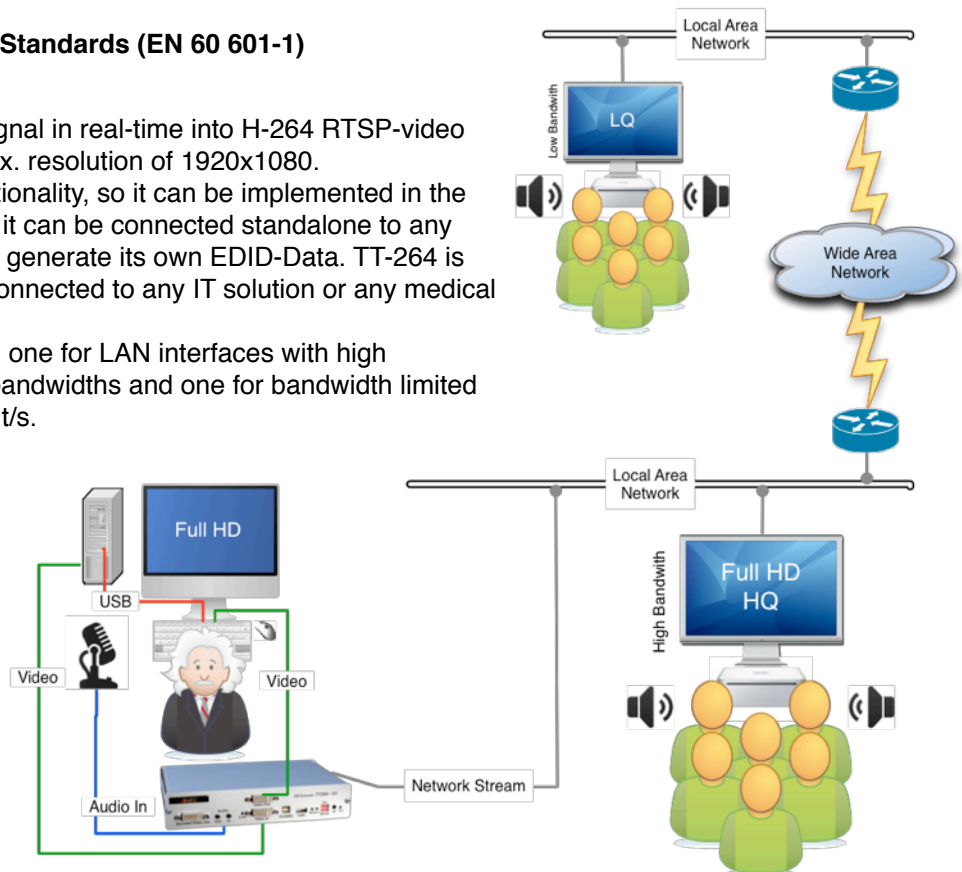 Standards (EN 60 601-1)
gnal in real-time into H-264 RTSP-video
x. resolution of 1920x1080.
tionality, so it can be implemented in the
it can be connected standalone to any
generate its own EDID-Data. TT-264 is
onnected to any IT solution or any medical
one for LAN interfaces with high
bandwidths and one for bandwidth limited
t/s.
Local Area
Network
Low Bandwith
LQ
Wide Area
Network
Local Area
Network
High Bandwith
Full HD
HQ
Full HD
USB
Video
Video
Audio In
Network Stream